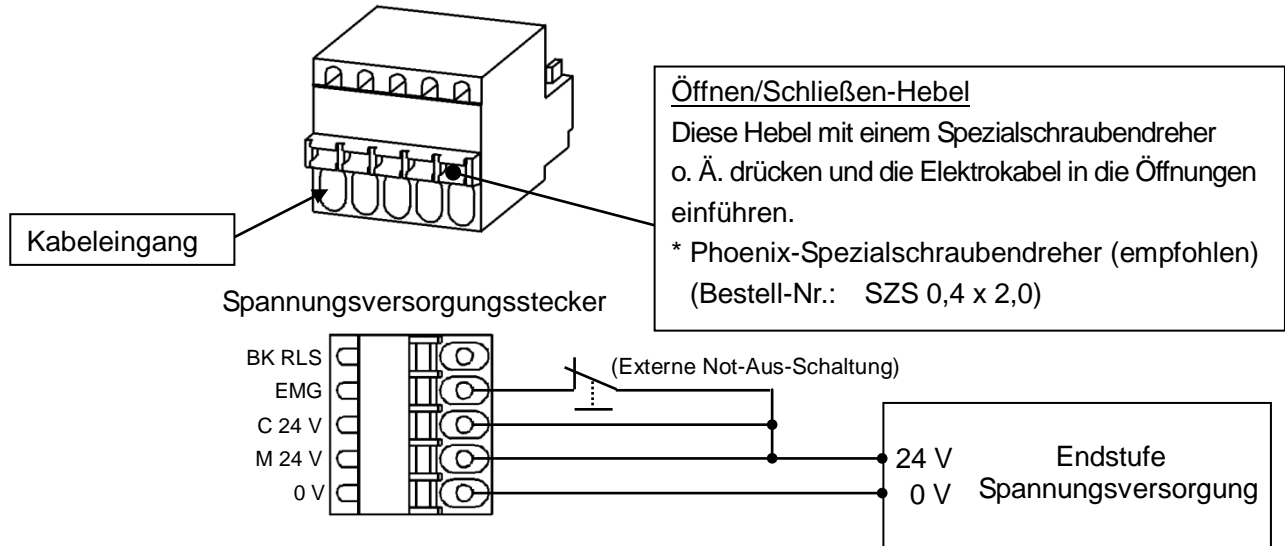 Öffnen/Schließen-Hebel
Diese Hebel mit einem Spezialschraubendreher
o. Ä. drücken und die Elektrokabel in die Öffnungen
einführen.
* Phoenix-Spezialschraubendreher (empfohlen)
(Bestell-Nr.: SZS 0,4 x 2,0)
Kabeleingang
Spannungsversorgungsstecker
BK RLS
EMG
C 24 V
M 24 V
0 V
(Externe Not-Aus-Schaltung)
24 V
0 V
Endstufe
Spannungsversorgung